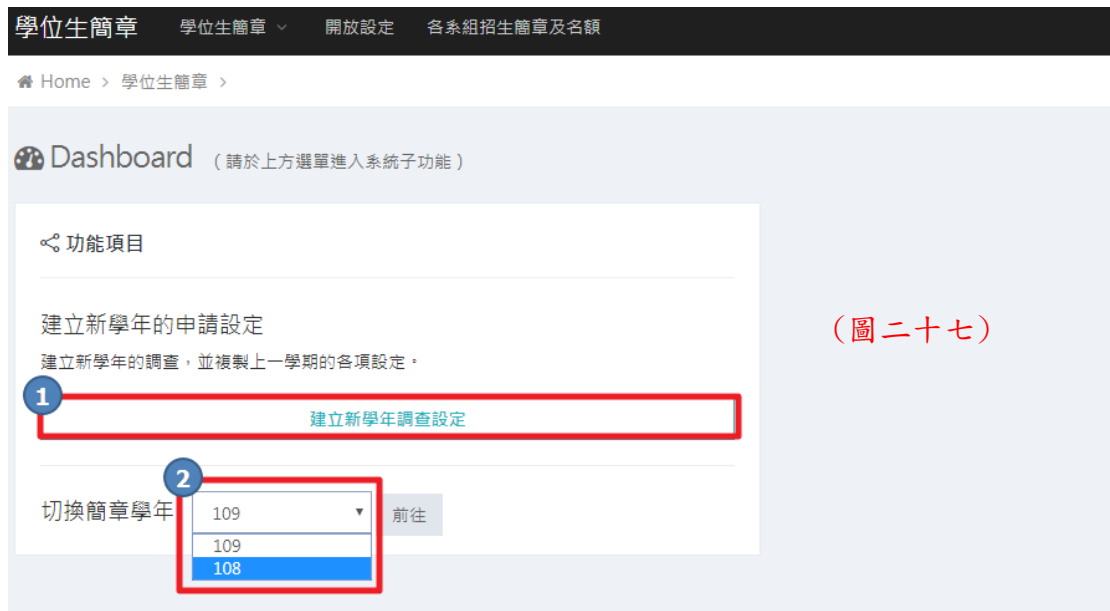 學位生簡章 學位生簡章 開放設定 各系組招生簡章及名額
Home > 學位生簡章 >
Dashboard (請於上方選單進入系統子功能)
功能項目
建立新學年的申請設定
(圖二十七)
建立新學年的調查,並複製上一學期的各項設定。
1
建立新學年調查設定
2
切換簡章學年 109 前往
109
108